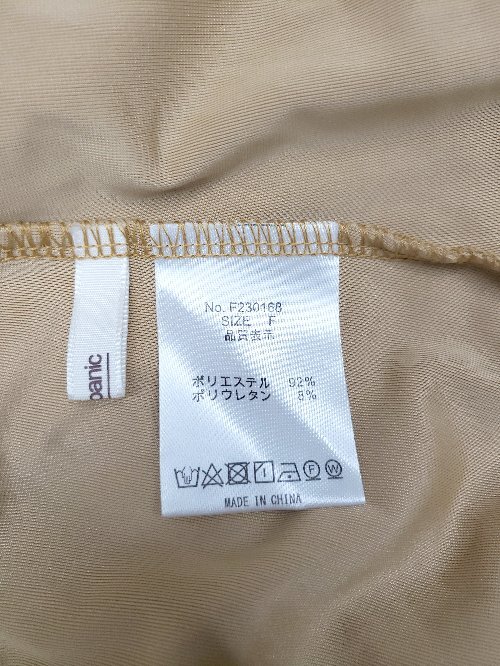 No. F230168
SIZE F
品質表示
ポリエステル 92%
ポリウレタン 8%
F W
MADE IN CHINA
panic